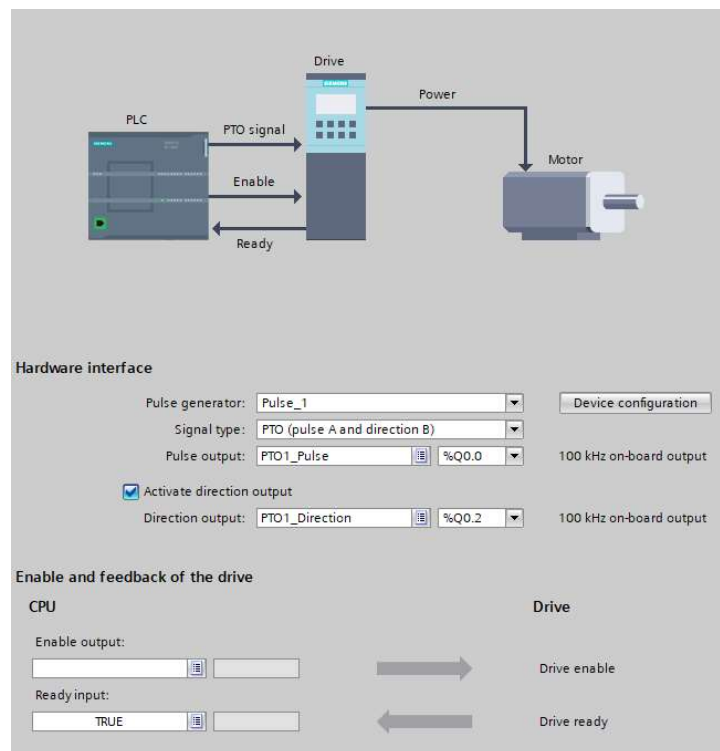 Drive
SIEMENS
Power
PLC
PTO signal
SIEMENS
Motor
Enable
Ready
Hardware interface
Pulse generator: Pulse_1 Device configuration
Signal type: PTO (pulse A and direction B)
Pulse output: PTO1_Pulse %Q0.0 100 kHz on-board output
Activate direction output
Direction output: PTO1_Direction %Q0.2 100 kHz on-board output
Enable and feedback of the drive
CPU Drive
Enable output:
Drive enable
Ready input:
TRUE Drive ready